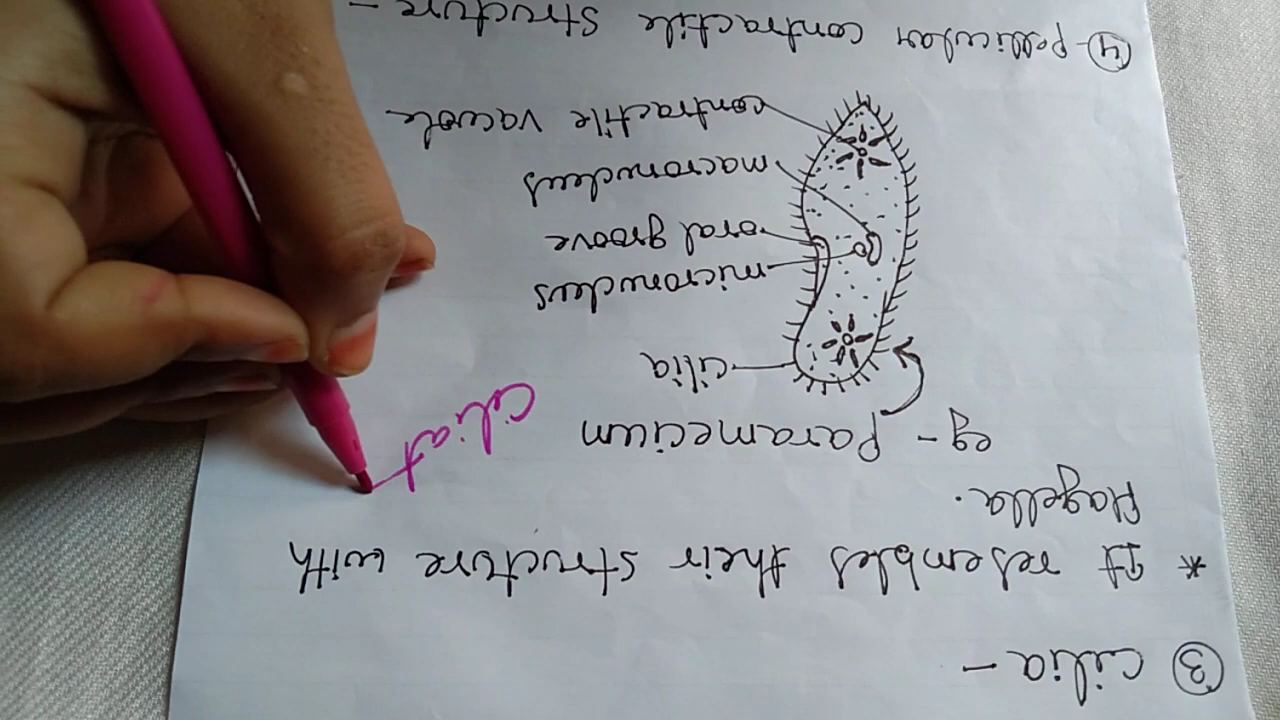 ③ Cilia -
* It resembles their structure with
flagella.
eg - Paramecium
Ciliat
cilia
micronucleus
oral groove
macronucleus
contractile vacuole
④ Pellicular contractile structure -